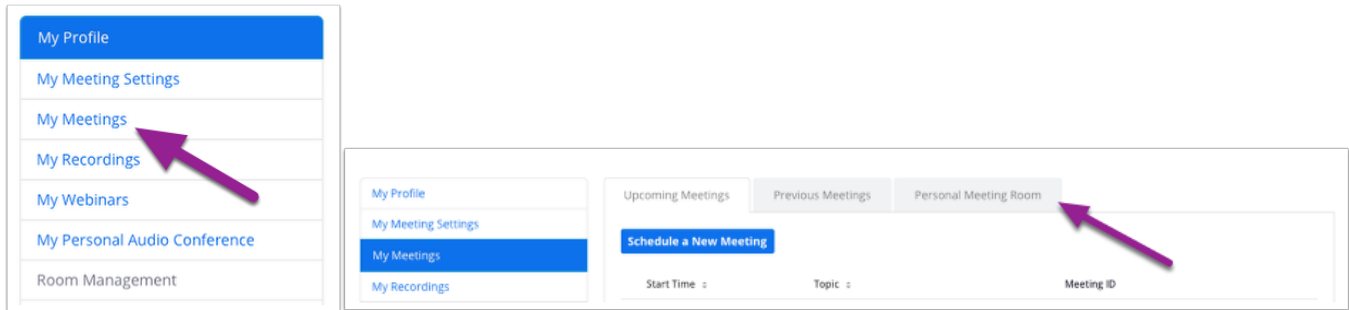 My Profile
My Meeting Settings
My Meetings
My Recordings
My Webinars
My Personal Audio Conference
Room Management
My Profile
My Meeting Settings
My Meetings
My Recordings
Upcoming Meetings Previous Meetings Personal Meeting Room
Schedule a New Meeting
Start Time Topic Meeting ID